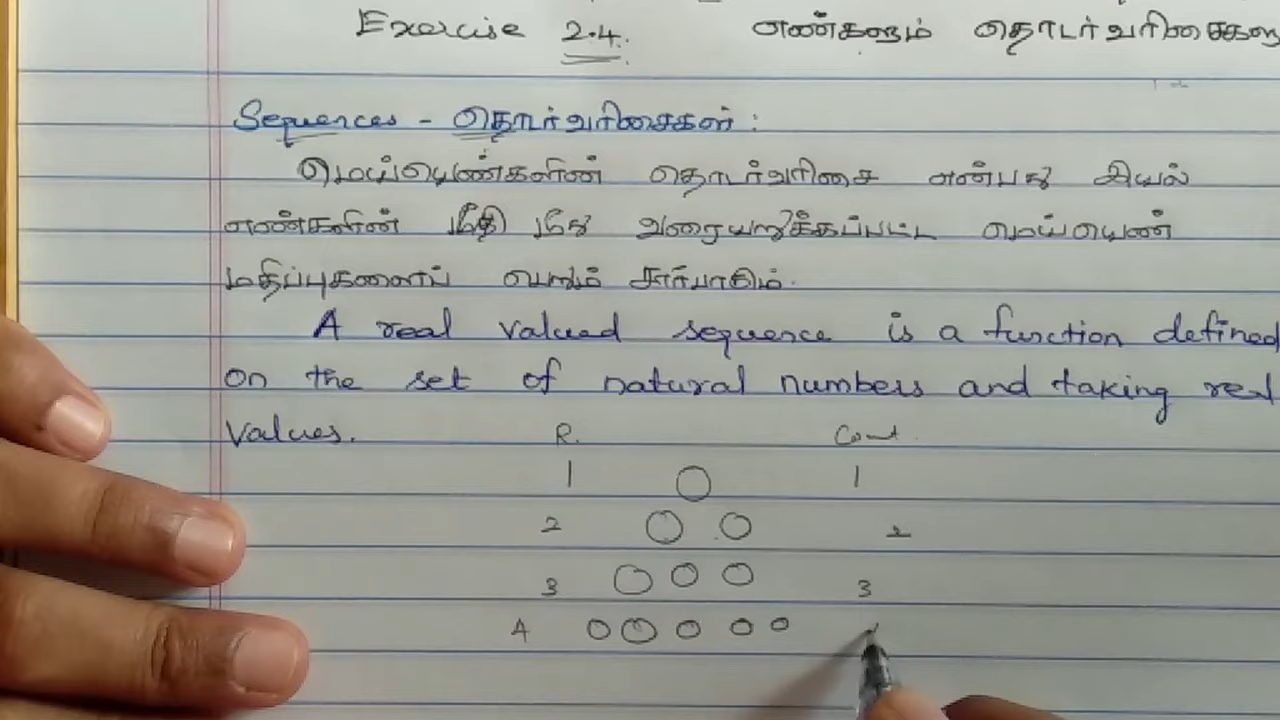 Exercise 2.4. எண்களும் தொடர்வரிசைகளு
Sequences - தொடர்வரிசைகள் :
மெய்யெண்களின் தொடர்வரிசை என்பது இயல்
எண்களின் மீது வரையறுக்கப்பட்ட மெய்யெண்
மதிப்புகளைப் பெறும் சார்பாகும்.
A real valued sequence is a function defined
on the set of natural numbers and taking real
values. R. Count
1 1
2 2
3 3
4